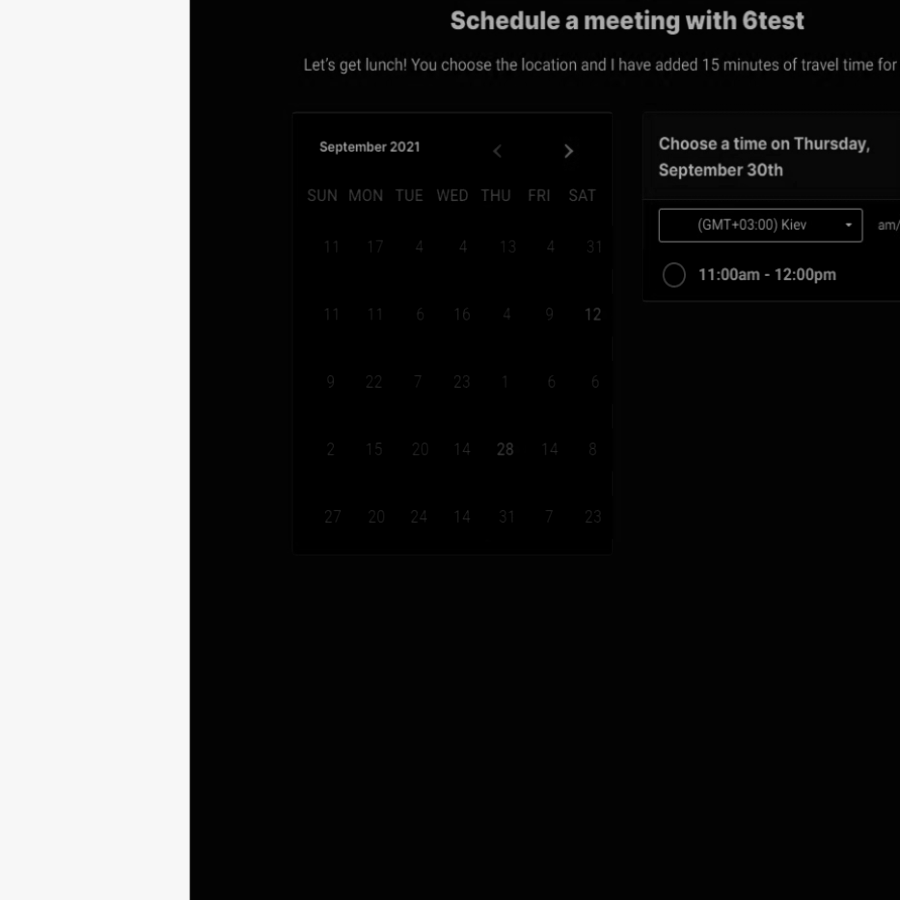 Schedule a meeting with 6test
Let's get lunch! You choose the location and I have added 15 minutes of travel time for
September 2021
SUN MON TUE WED THU FRI SAT
11 17 4 4 13 4 31
11 11 6 16 4 9 12
9 22 7 23 1 6 6
2 15 20 14 28 14 8
27 20 24 14 31 7 23
Choose a time on Thursday,
September 30th
(GMT+03:00) Kiev am/
11:00am - 12:00pm